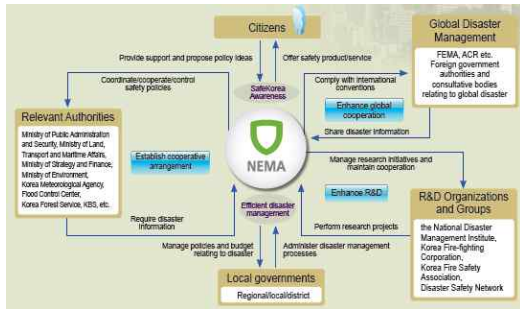 Citizens
Global Disaster
Management
FEMA, ACR etc.
Foreign government
authorities and
consultative bodies
relating to global disaster
Provide support and propose policy ideas
Offer safety product/service
Coordinate/cooperate/control
safety policies
SafeKorea
Awareness
Comply with international
conventions
Enhance global
cooperation
Share disaster information
Relevant Authorities
Ministry of Public Administration
and Security, Ministry of Land,
Transport and Maritime Affairs,
Ministry of Strategy and Finance,
Ministry of Environment,
Korea Meteorological Agency,
Flood Control Center,
Korea Forest Service, KBS, etc.
Establish cooperative
arrangement
NEMA
Manage research initiatives and
maintain cooperation
Enhance R&D
Efficient disaster
management
R&D Organizations
and Groups
the National Disaster
Management Institute,
Korea Fire-fighting
Corporation,
Korea Fire Safety
Association,
Disaster Safety Network
Require disaster
information
Perform research projects
Manage policies and budget
relating to disaster
Administer disaster management
processes
Local governments
Regional/local/district